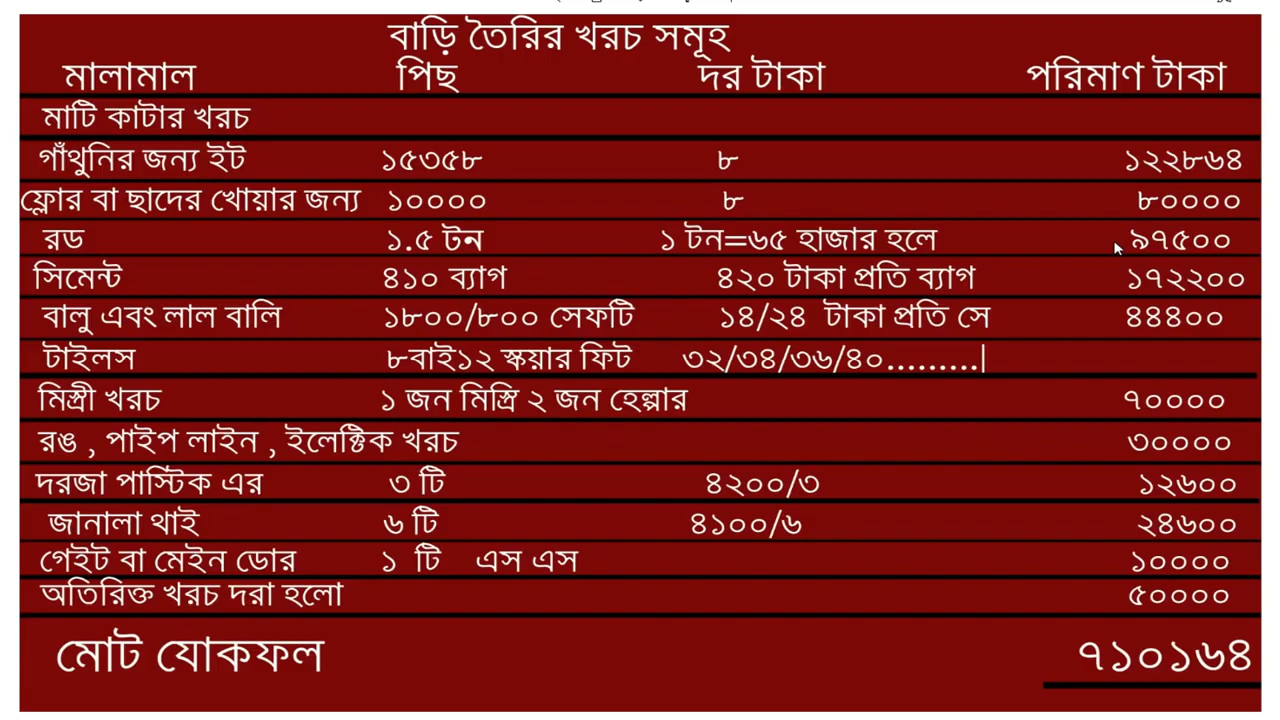 বাড়ি তৈরির খরচ সমূহ
মালামাল পিছ দর টাকা পরিমাণ টাকা
মাটি কাটার খরচ
গাঁথুনির জন্য ইট ১৫৩৫৮ ৮ ১২২৮৬৪
ফ্লোর বা ছাদের খোয়ার জন্য ১০০০০ ৮ ৮০০০০
রড ১.৫ টন ১ টন=৬৫ হাজার হলে ৯৭৫০০
সিমেন্ট ৪১০ ব্যাগ ৪২০ টাকা প্রতি ব্যাগ ১৭২২০০
বালু এবং লাল বালি ১৮০০/৮০০ সেফটি ১৪/২৪ টাকা প্রতি সে ৪৪৪০০
টাইলস ৮বাই১২ স্কয়ার ফিট ৩২/৩৪/৩৬/৪০.........|
মিস্ত্রী খরচ ১ জন মিস্ত্রি ২ জন হেল্পার ৭০০০০
রঙ , পাইপ লাইন , ইলেক্টিক খরচ ৩০০০০
দরজা পাস্টিক এর ৩ টি ৪২০০/৩ ১২৬০০
জানালা থাই ৬ টি ৪১০০/৬ ২৪৬০০
গেইট বা মেইন ডোর ১ টি এস এস ১০০০০
অতিরিক্ত খরচ দরা হলো ৫০০০০
মোট যোকফল ৭১০১৬৪